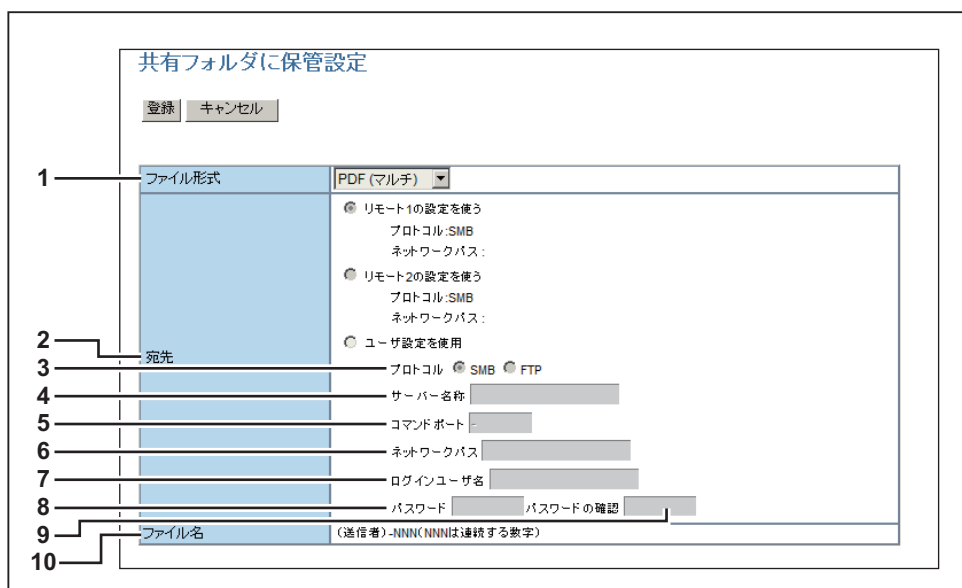 共有フォルダに保管設定
登録 キャンセル
1 ファイル形式 PDF (マルチ)
リモート1の設定を使う
プロトコル:SMB
ネットワークパス:
リモート2の設定を使う
プロトコル:SMB
ネットワークパス:
2 宛先 ユーザ設定を使用
3 プロトコル SMB FTP
4 サーバー名称
5 コマンドポート -
6 ネットワークパス
7 ログインユーザ名
8 パスワード パスワードの確認
9
10 ファイル名 (送信者)-NNN(NNNは連続する数字)